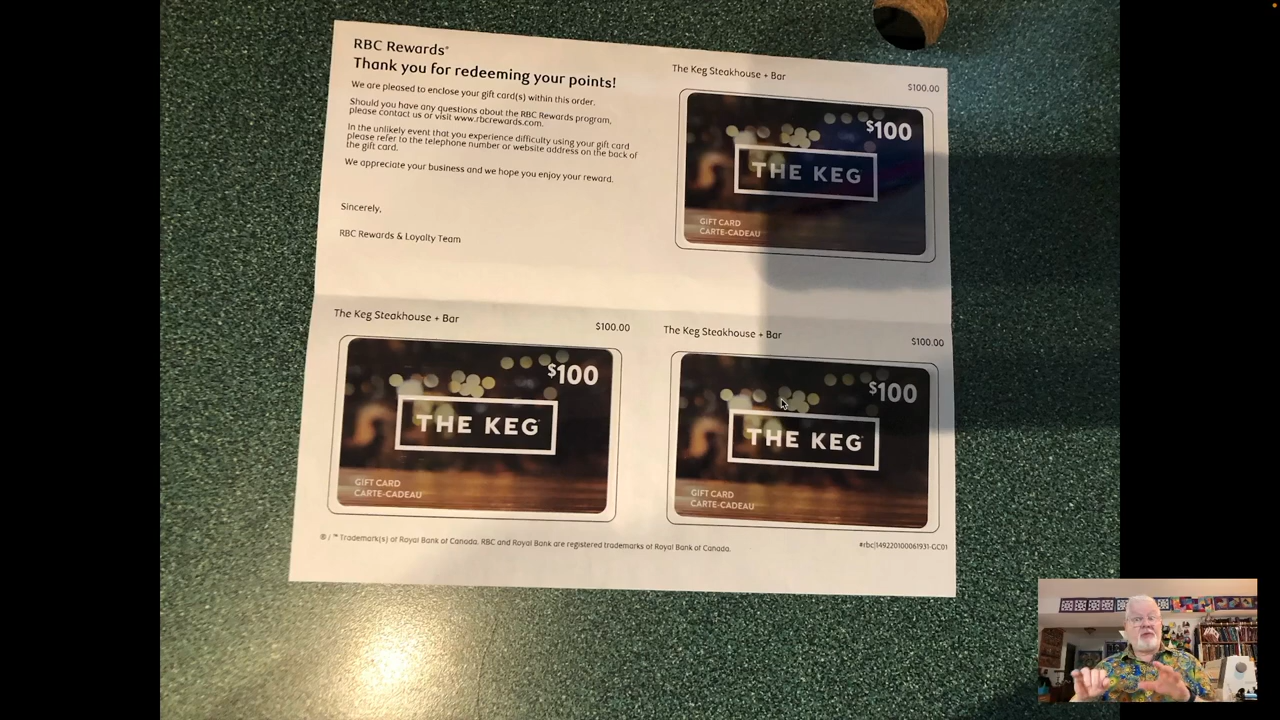 RBC Rewards®
Thank you for redeeming your points!
We are pleased to enclose your gift card(s) within this order.
Should you have any questions about the RBC Rewards program,
please contact us or visit www.rbcrewards.com.
In the unlikely event that you experience difficulty using your gift card
please refer to the telephone number or website address on the back of
the gift card.
We appreciate your business and we hope you enjoy your reward.
Sincerely,
RBC Rewards & Loyalty Team
The Keg Steakhouse + Bar
$100.00
$100
THE KEG
GIFT CARD
CARTE-CADEAU
The Keg Steakhouse + Bar
$100.00
$100
THE KEG
GIFT CARD
CARTE-CADEAU
The Keg Steakhouse + Bar
$100.00
$100
THE KEG
GIFT CARD
CARTE-CADEAU
® / ™ Trademark(s) of Royal Bank of Canada. RBC and Royal Bank are registered trademarks of Royal Bank of Canada.
#rbc|149220100061931-GC01